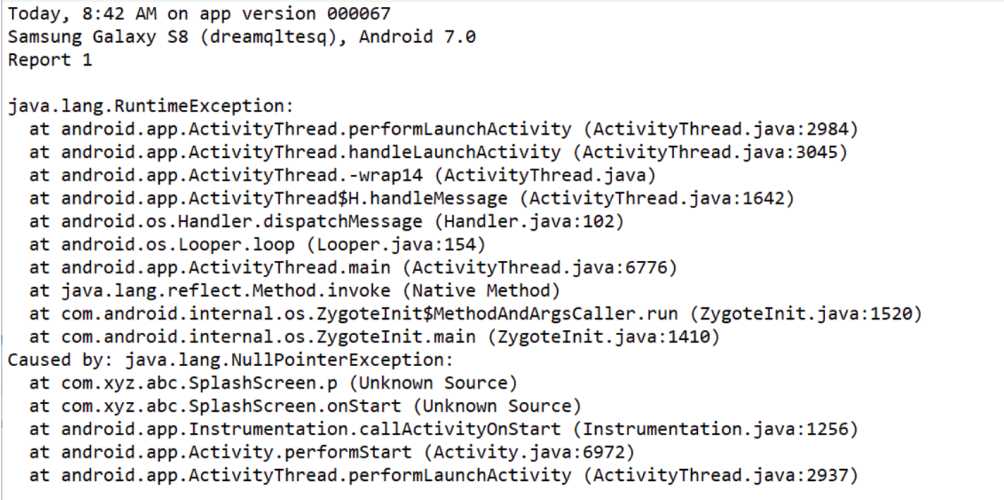 Today, 8:42 AM on app version 000067
Samsung Galaxy S8 (dreamqltesq), Android 7.0
Report 1
java.lang.RuntimeException:
at android.app.ActivityThread.performLaunchActivity (ActivityThread.java:2984)
at android.app.ActivityThread.handleLaunchActivity (ActivityThread.java:3045)
at android.app.ActivityThread.-wrap14 (ActivityThread.java)
at android.app.ActivityThread$H.handleMessage (ActivityThread.java:1642)
at android.os.Handler.dispatchMessage (Handler.java:102)
at android.os.Looper.loop (Looper.java:154)
at android.app.ActivityThread.main (ActivityThread.java:6776)
at java.lang.reflect.Method.invoke (Native Method)
at com.android.internal.os.ZygoteInit$MethodAndArgsCaller.run (ZygoteInit.java:1520)
at com.android.internal.os.ZygoteInit.main (ZygoteInit.java:1410)
Caused by: java.lang.NullPointerException:
at com.xyz.abc.SplashScreen.p (Unknown Source)
at com.xyz.abc.SplashScreen.onStart (Unknown Source)
at android.app.Instrumentation.callActivityOnStart (Instrumentation.java:1256)
at android.app.Activity.performStart (Activity.java:6972)
at android.app.ActivityThread.performLaunchActivity (ActivityThread.java:2937)